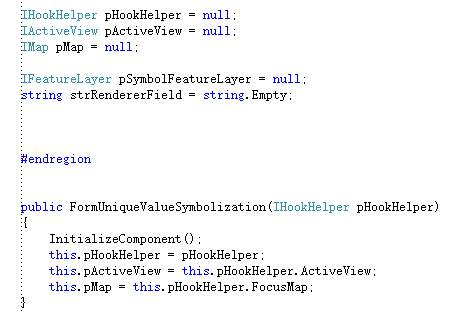 IHookHelper pHookHelper = null;
IActiveView pActiveView = null;
IMap pMap = null;
IFeatureLayer pSymbolFeatureLayer = null;
string strRendererField = string.Empty;
#endregion
public FormUniqueValueSymbolization(IHookHelper pHookHelper)
{
InitializeComponent();
this.pHookHelper = pHookHelper;
this.pActiveView = this.pHookHelper.ActiveView;
this.pMap = this.pHookHelper.FocusMap;
}